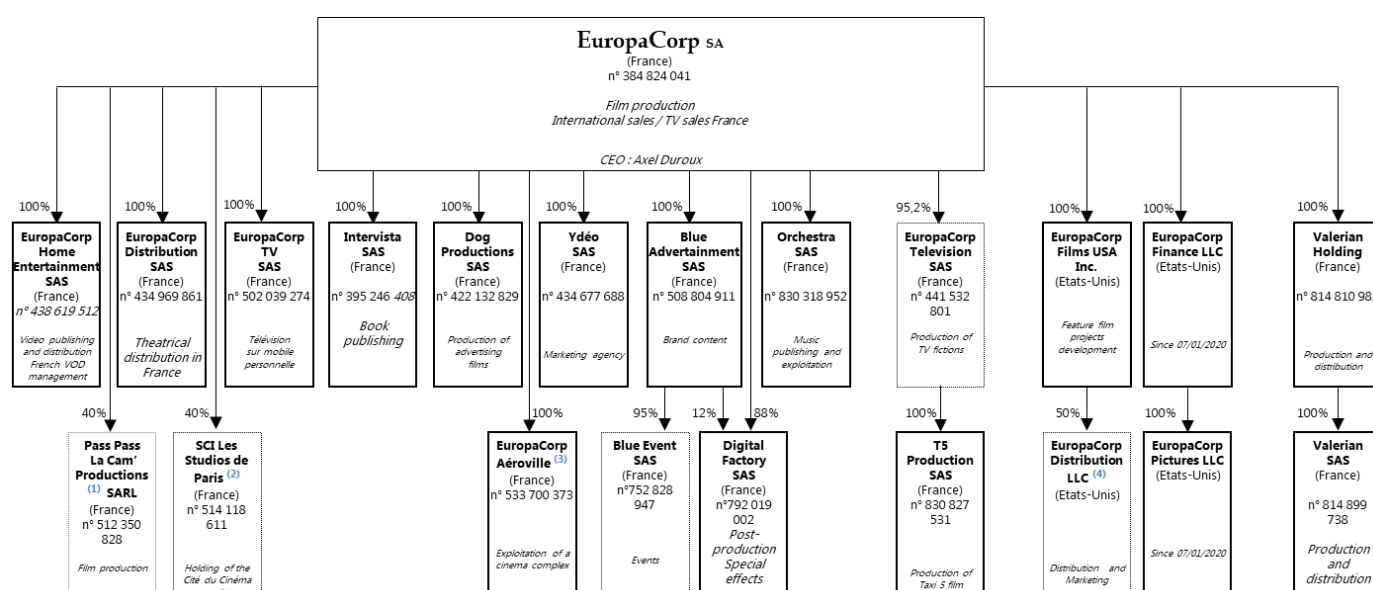 EuropaCorp SA
(France)
n° 384 824 041
Film production
International sales / TV sales France
CEO : Axel Duroux
100%
EuropaCorp
Home
Entertainment
SAS
(France)
n° 438 619 512
Video publishing
and distribution
French VOD
management
100%
EuropaCorp
Distribution
SAS
(France)
n° 434 969 861
Theatrical
distribution in
France
100%
EuropaCorp
TV
SAS
(France)
n° 502 039 274
Télévision
sur mobile
personnelle
100%
Intervista
SAS
(France)
n° 395 246 408
Book
publishing
100%
Dog
Productions
SAS
(France)
n° 422 132 829
Production of
advertising
films
100%
Ydéo
SAS
(France)
n° 434 677 688
Marketing agency
100%
Blue
Advertainment
SAS
(France)
n° 508 804 911
Brand content
100%
Orchestra
SAS
(France)
n° 830 318 952
Music
publishing and
exploitation
95,2%
EuropaCorp
Television
SAS
(France)
n° 441 532
801
Production of
TV fictions
100%
EuropaCorp
Films USA
Inc.
(Etats-Unis)
Feature film
projects
development
100%
EuropaCorp
Finance LLC
(Etats-Unis)
Since 07/01/2020
100%
Valerian
Holding
(France)
n° 814 810 982
Production and
distribution
40%
Pass Pass
La Cam'
Productions
(1) SARL
(France)
n° 512 350
828
Film production
40%
SCI Les
Studios de
Paris (2)
(France)
n° 514 118
611
Holding of the
Cité du Cinéma
100%
EuropaCorp
Aéroville (3)
(France)
n° 533 700 373
Exploitation of a
cinema complex
95%
Blue Event
SAS
(France)
n°752 828
947
Events
12%
88%
Digital
Factory
SAS
(France)
n°792 019
002
Post-
production
Special
effects
100%
T5
Production
SAS
(France)
n° 830 827
531
Production of
Taxi 5 film
50%
EuropaCorp
Distribution
LLC (4)
(Etats-Unis)
Distribution and
Marketing
100%
EuropaCorp
Pictures LLC
(Etats-Unis)
Since 07/01/2020
100%
Valerian
SAS
(France)
n° 814 899
738
Production
and
distribution